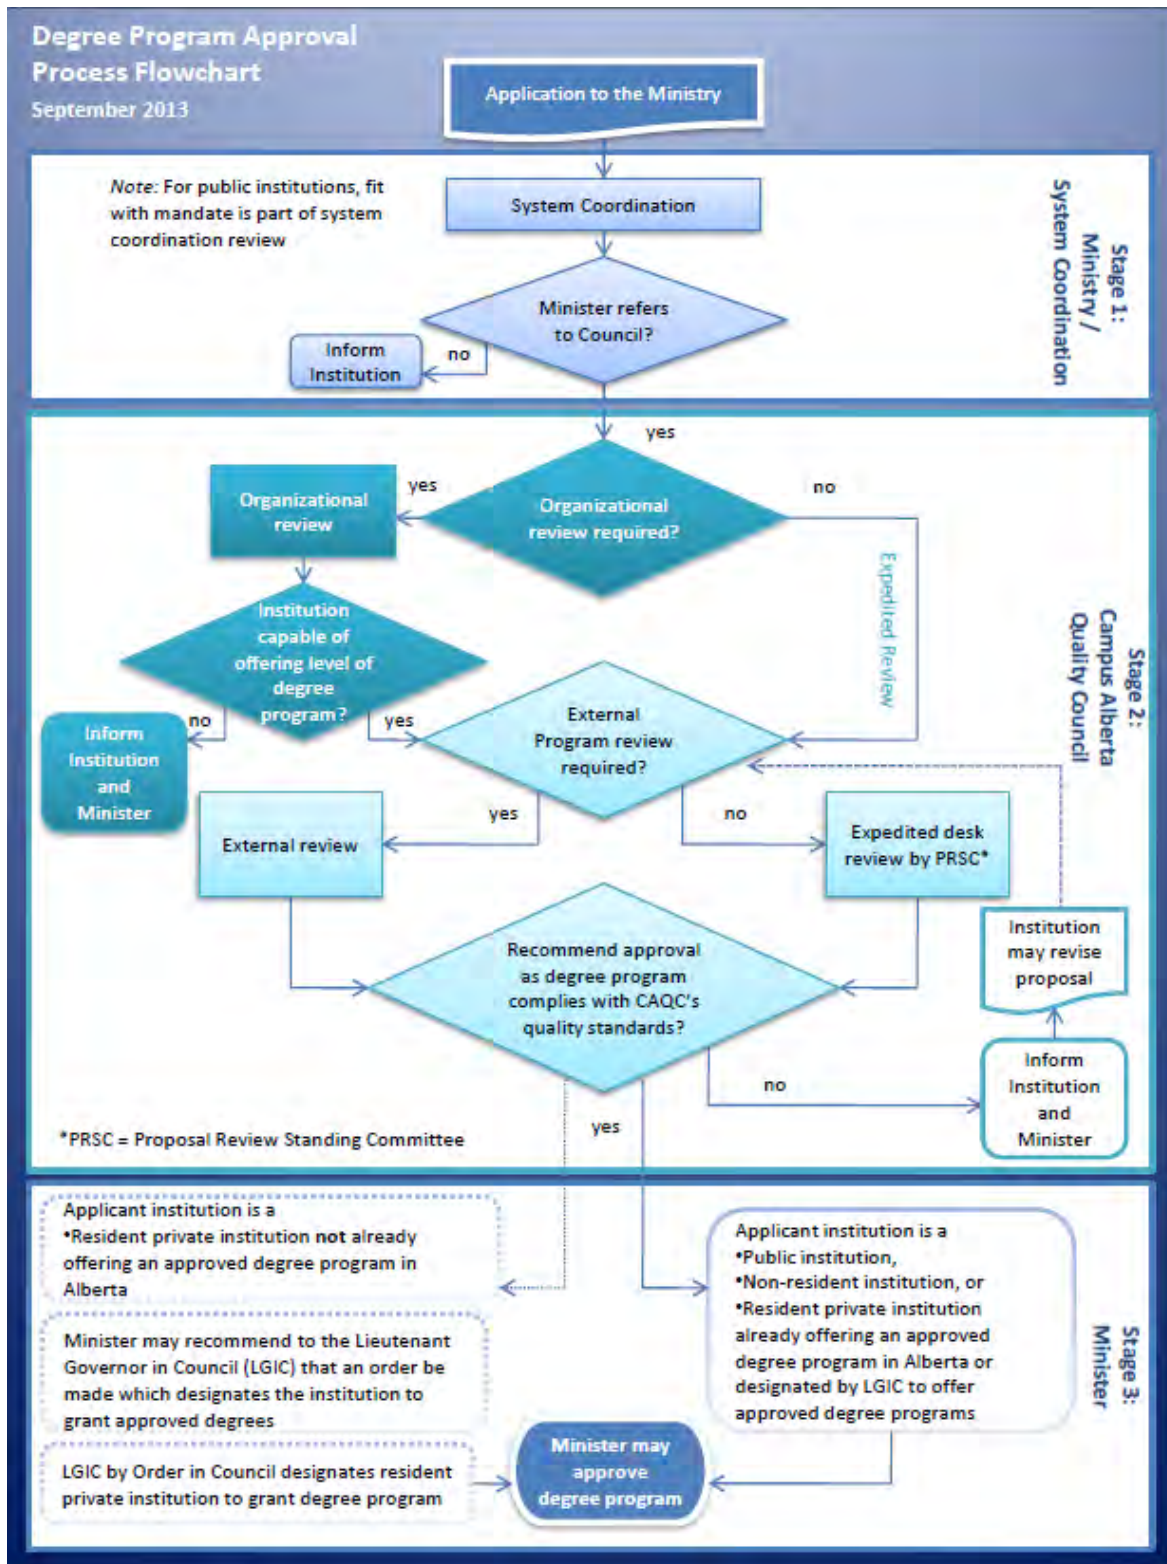 Degree Program Approval
Process Flowchart
September 2013
Application to the Ministry
Note: For public institutions, fit
with mandate is part of system
coordination review
System Coordination
Stage 1:
Ministry /
System Coordination
Minister refers
to Council?
no
Inform
Institution
yes
Organizational
review required?
yes
no
Organizational
review
Expedited Review
Stage 2:
Campus Alberta
Quality Council
Institution
capable of
offering level of
degree
program?
no
yes
Inform
Institution
and
Minister
External
Program review
required?
yes
no
External review
Expedited desk
review by PRSC*
Institution
may revise
proposal
Recommend approval
as degree program
complies with CAQC's
quality standards?
no
Inform
Institution
and
Minister
yes
*PRSC = Proposal Review Standing Committee
Applicant institution is a
•Resident private institution not already
offering an approved degree program in
Alberta
Minister may recommend to the Lieutenant
Governor in Council (LGIC) that an order be
made which designates the institution to
grant approved degrees
LGIC by Order in Council designates resident
private institution to grant degree program
Applicant institution is a
•Public institution,
•Non-resident institution, or
•Resident private institution
already offering an approved
degree program in Alberta or
designated by LGIC to offer
approved degree programs
Stage 3:
Minister
Minister may
approve
degree program